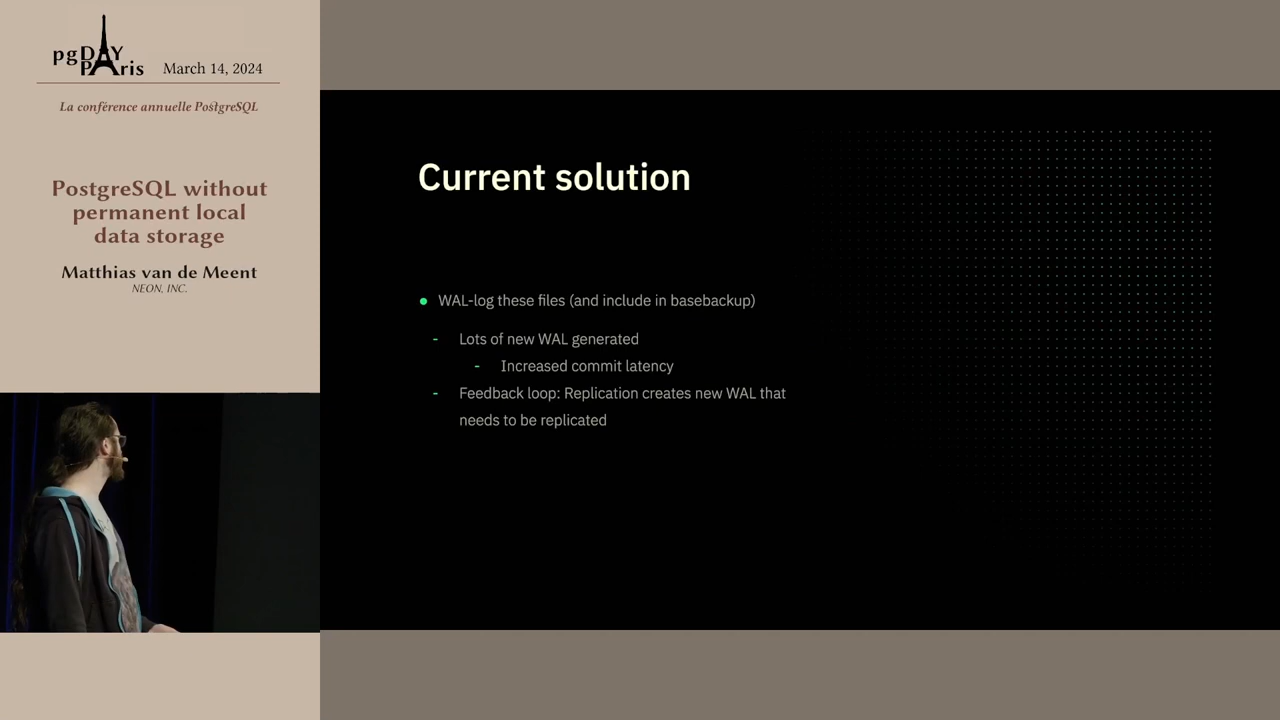 pgDAY
PAris
March 14, 2024
La conférence annuelle PostgreSQL
PostgreSQL without
permanent local
data storage
Matthias van de Meent
NEON, INC.
Current solution
● WAL-log these files (and include in basebackup)
- Lots of new WAL generated
- Increased commit latency
- Feedback loop: Replication creates new WAL that
needs to be replicated